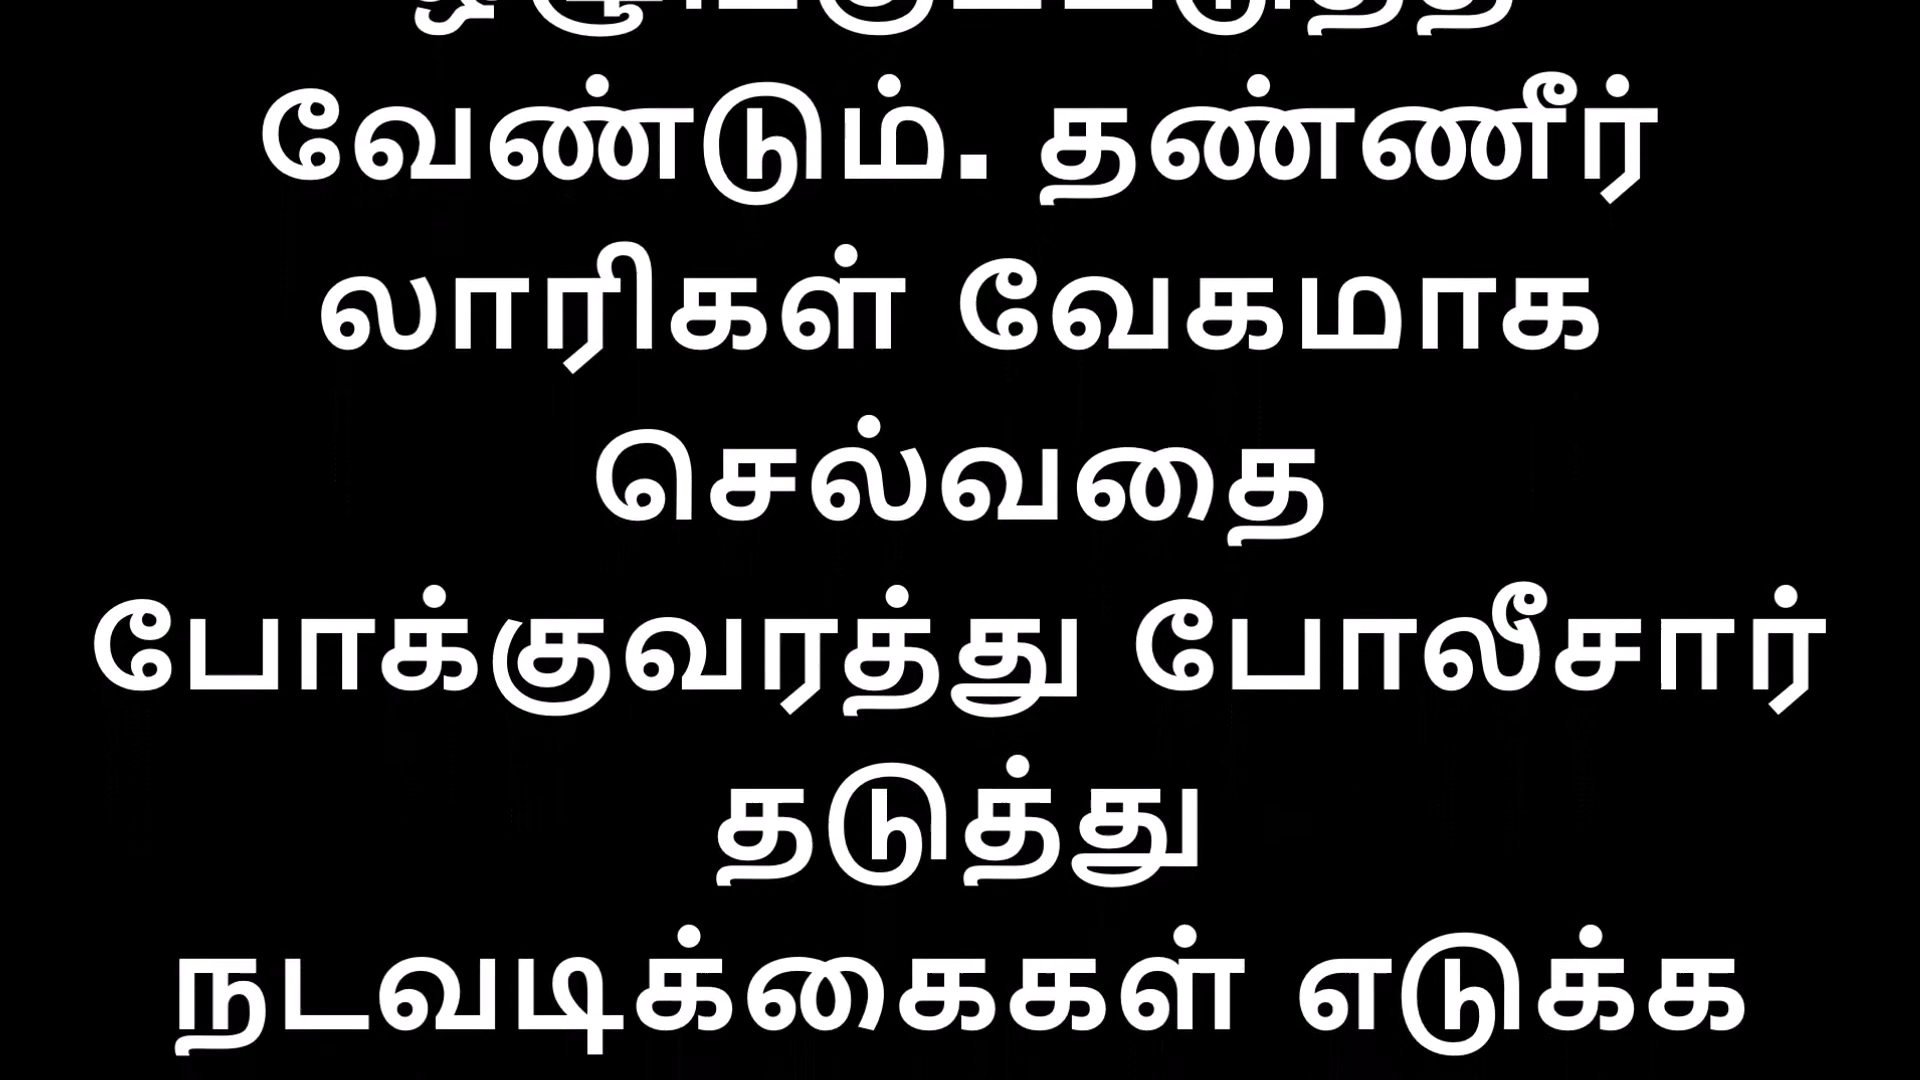 வேண்டும். தண்ணீர்
லாரிகள் வேகமாக
செல்வதை
போக்குவரத்து போலீசார்
தடுத்து
நடவடிக்கைகள் எடுக்க